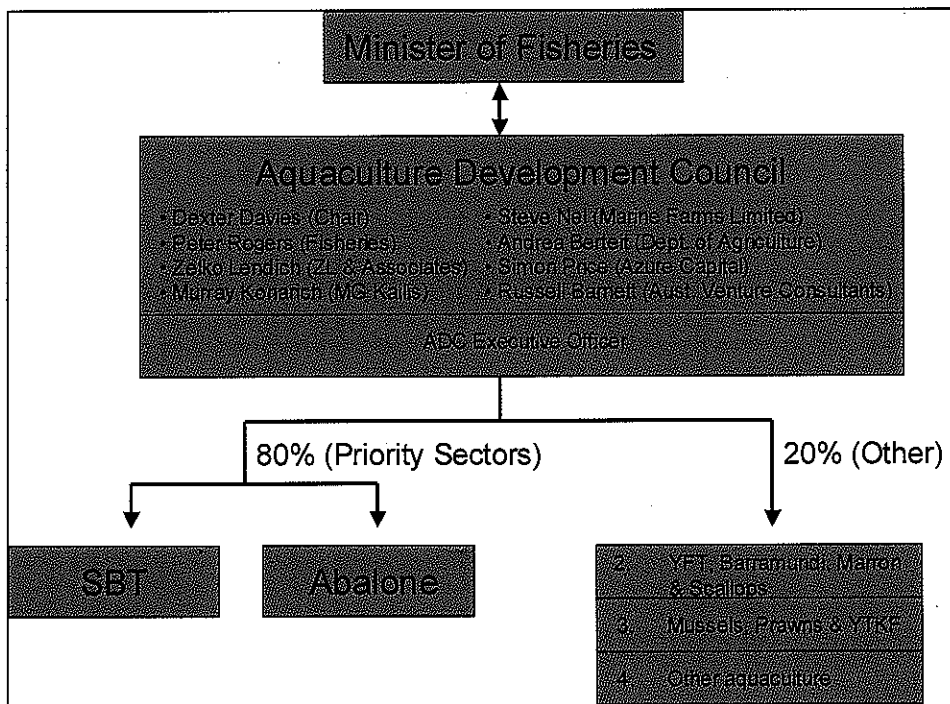 Minister of Fisheries
Aquaculture Development Council
• Dexter Davies (Chair)
• Peter Rogers (Fisheries)
• Zelko Lendich (ZL & Associates)
• Murray Konarich (MG Kailis)
• Steve Nel (Marine Farms Limited)
• Andrea Berteit (Dept. of Agriculture)
• Simon Price (Azure Capital)
• Russell Barnett (Aust. Venture Consultants)
ADC Executive Officer
80% (Priority Sectors)
20% (Other)
SBT
Abalone
2. YFT, Barramundi, Marron
& Scallops
3. Mussels, Prawns & YTKF
4. Other aquaculture